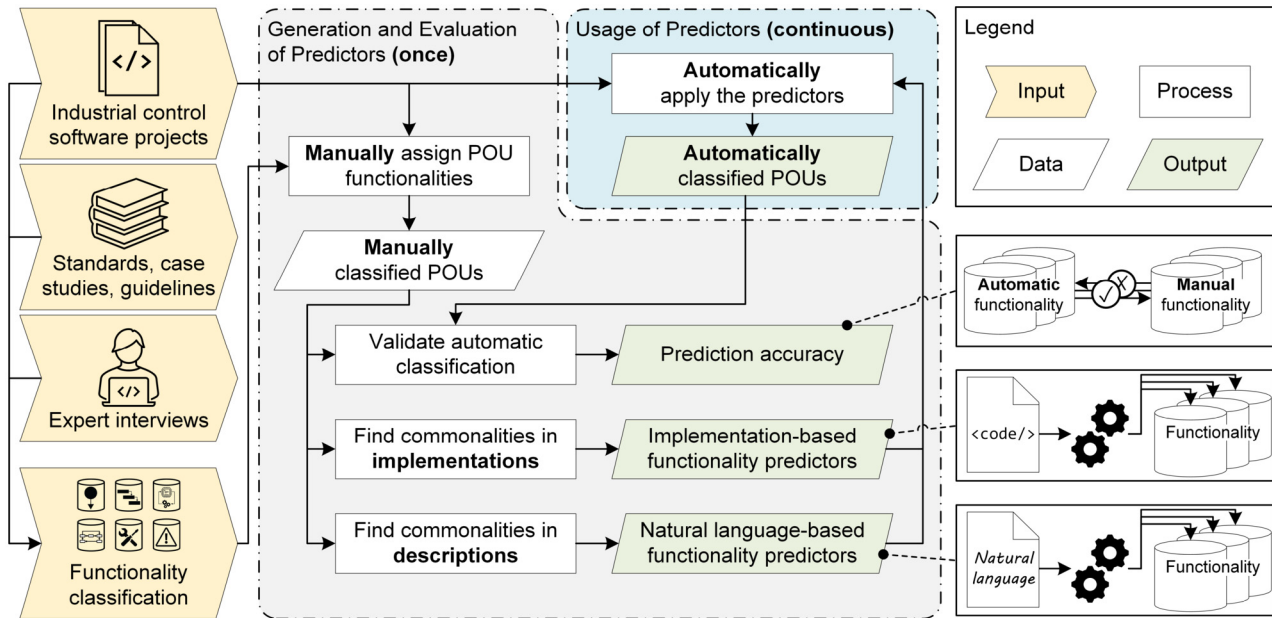 Industrial control
software projects
Standards, case
studies, guidelines
Expert interviews
Functionality
classification
Generation and Evaluation
of Predictors (once)
Manually assign POU
functionalities
Manually
classified POUs
Validate automatic
classification
Find commonalities in
implementations
Find commonalities in
descriptions
Usage of Predictors (continuous)
Automatically
apply the predictors
Automatically
classified POUs
Prediction accuracy
Implementation-based
functionality predictors
Natural language-based
functionality predictors
Legend
Input
Process
Data
Output
Automatic
functionality
Manual
functionality
<code/>
Functionality
Natural
language
Functionality